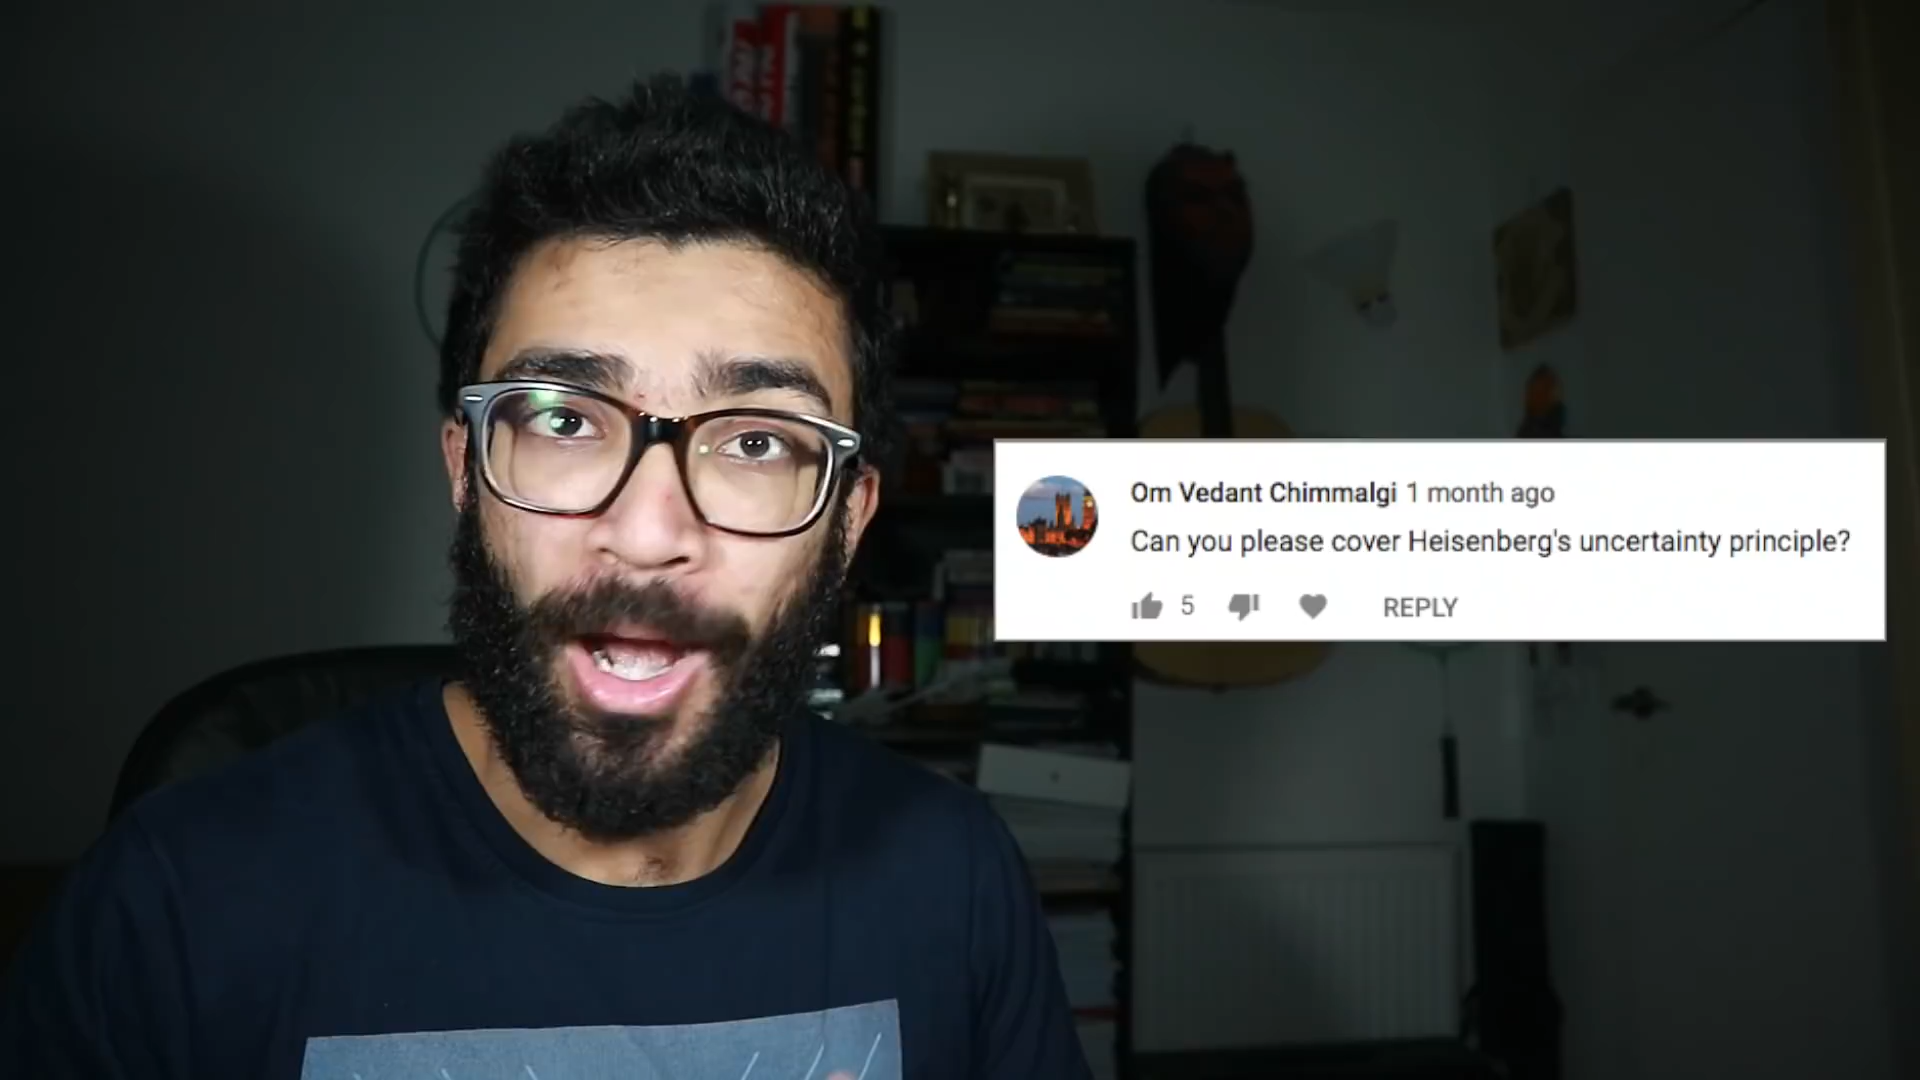 Om Vedant Chimmalgi 1 month ago
Can you please cover Heisenberg's uncertainty principle?
5
REPLY